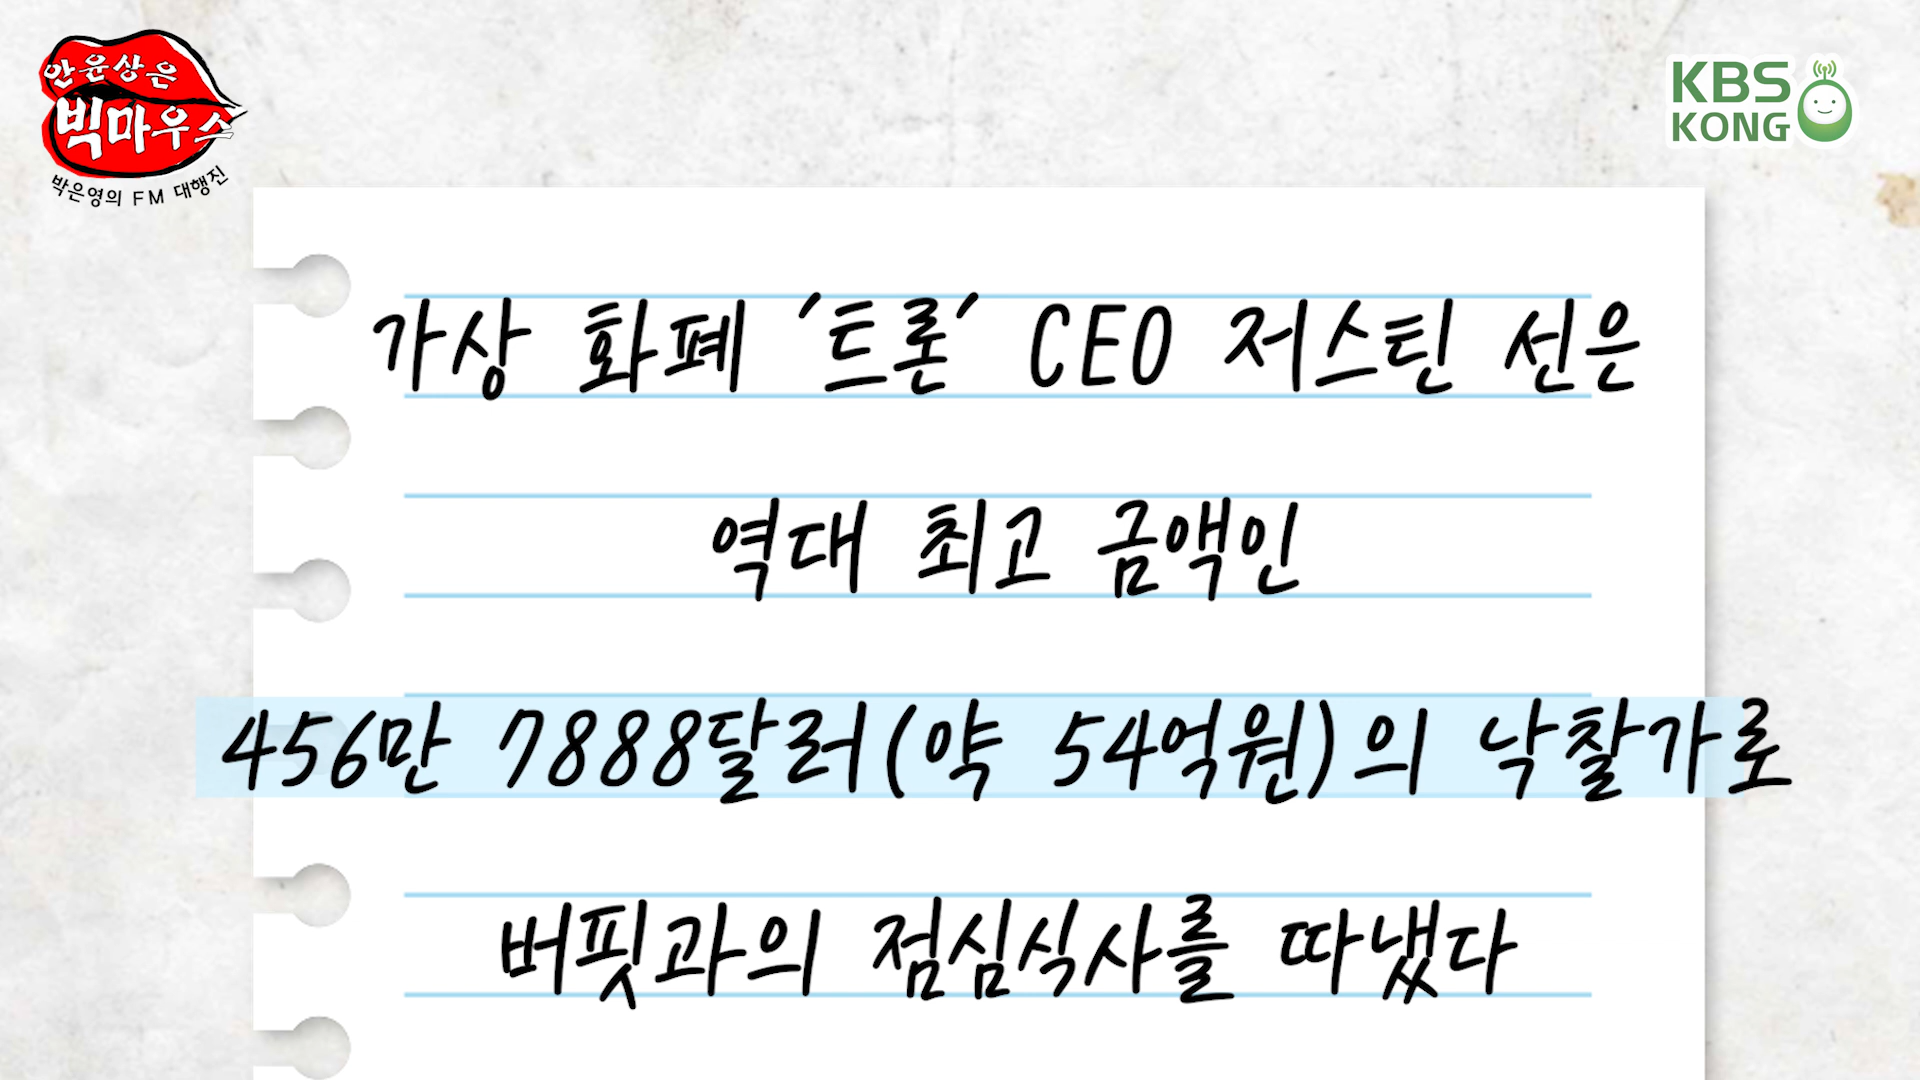 안윤상은
빅마우스
박은영의 FM 대행진
KBS
KONG
가상 화폐 '트론' CEO 저스틴 선은
역대 최고 금액인
456만 7888달러(약 54억원)의 낙찰가로
버핏과의 점심식사를 따냈다